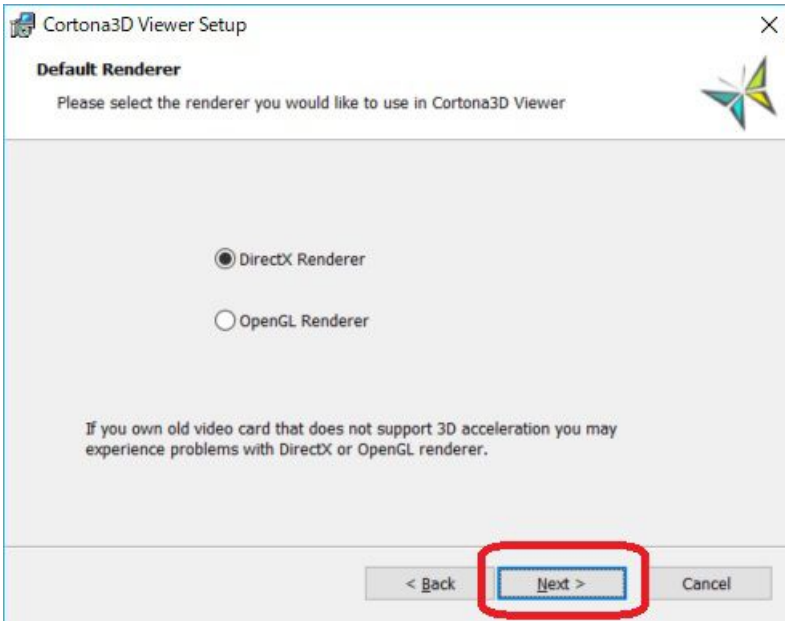 Cortona3D Viewer Setup
Default Renderer
Please select the renderer you would like to use in Cortona3D Viewer
DirectX Renderer
OpenGL Renderer
If you own old video card that does not support 3D acceleration you may
experience problems with DirectX or OpenGL renderer.
< Back
Next >
Cancel